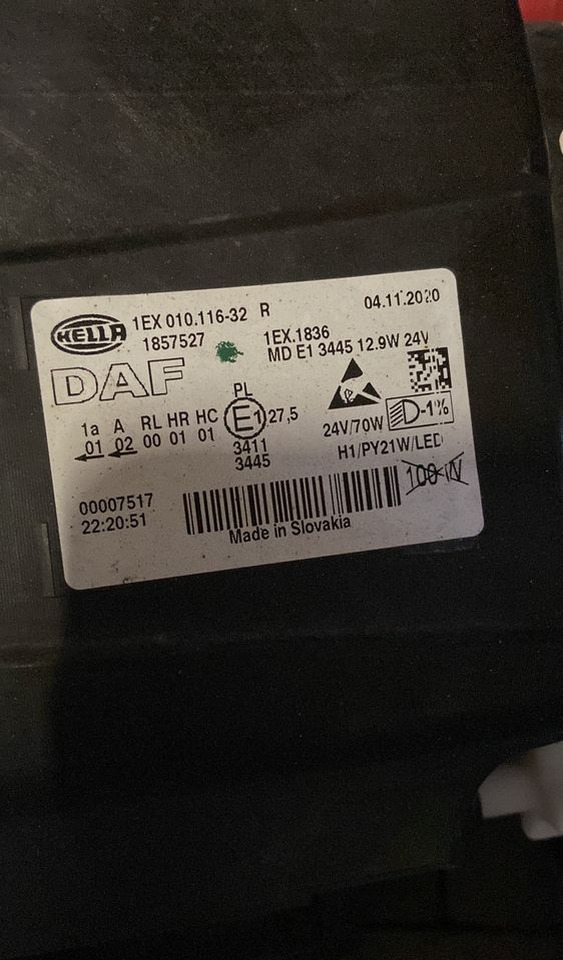 HELLA 1EX 010.116-32 R 04.11.2020
1857527 1EX.1836
MD E1 3445 12.9W 24V
DAF
PL
1a A RL HR HC E1 27,5 24V/70W -1%
01 02 00 01 01
3411
3445
H1/PY21W/LED
100 W
00007517
22:20:51
Made in Slovakia